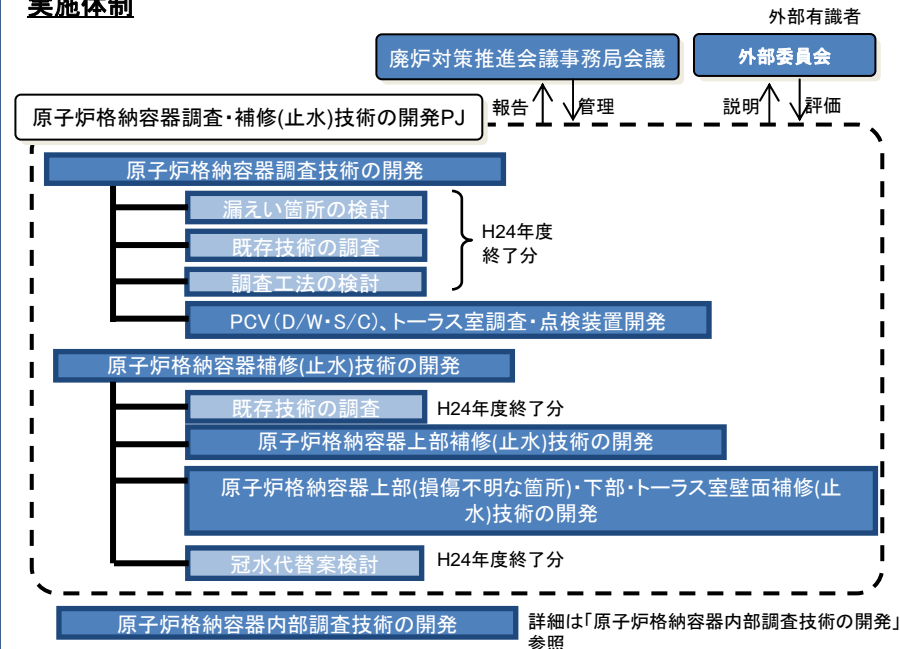 実施体制
外部有識者
廃炉対策推進会議事務局会議
外部委員会
原子炉格納容器調査・補修(止水)技術の開発PJ
報告
管理
説明
評価
原子炉格納容器調査技術の開発
漏えい箇所の検討
既存技術の調査
調査工法の検討
H24年度
終了分
PCV(D/W・S/C)、トーラス室調査・点検装置開発
原子炉格納容器補修(止水)技術の開発
既存技術の調査
H24年度終了分
原子炉格納容器上部補修(止水)技術の開発
原子炉格納容器上部(損傷不明な箇所)・下部・トーラス室壁面補修(止
水)技術の開発
冠水代替案検討
H24年度終了分
原子炉格納容器内部調査技術の開発
詳細は「原子炉格納容器内部調査技術の開発」
参照